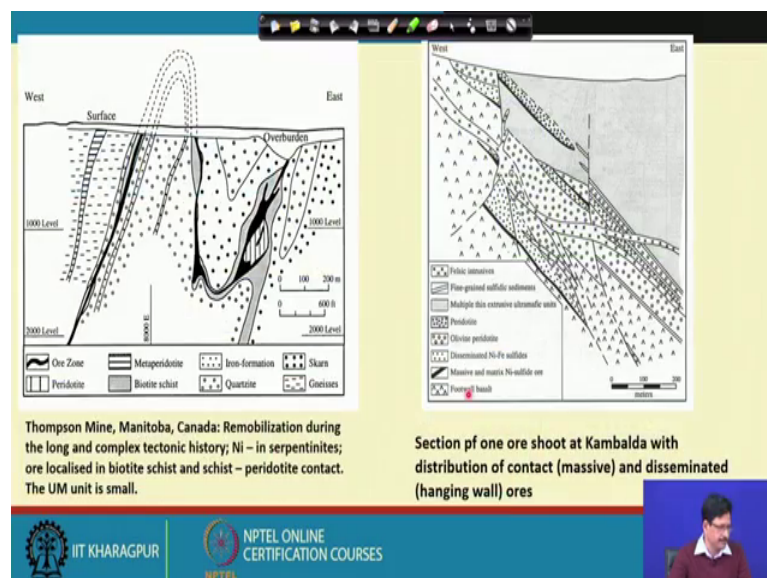 West
East
Surface
Overburden
1000 Level
1000 Level
8000 E
0 100 200 m
0 600 ft
2000 Level
2000 Level
Ore Zone
Metaperidotite
Iron-formation
Skarn
Peridotite
Biotite schist
Quartzite
Gneisses
Thompson Mine, Manitoba, Canada: Remobilization during
the long and complex tectonic history; Ni – in serpentinites;
ore localised in biotite schist and schist – peridotite contact.
The UM unit is small.
West
East
Felsic intrusives
Fine-grained sulfidic sediments
Multiple thin extrusive ultramafic units
Peridotite
Olivine peridotite
Disseminated Ni-Fe sulfides
Massive and matrix Ni-sulfide ore
Footwall basalt
0 100 200
meters
Section pf one ore shoot at Kambalda with
distribution of contact (massive) and disseminated
(hanging wall) ores
IIT KHARAGPUR
NPTEL ONLINE
CERTIFICATION COURSES
NPTEL